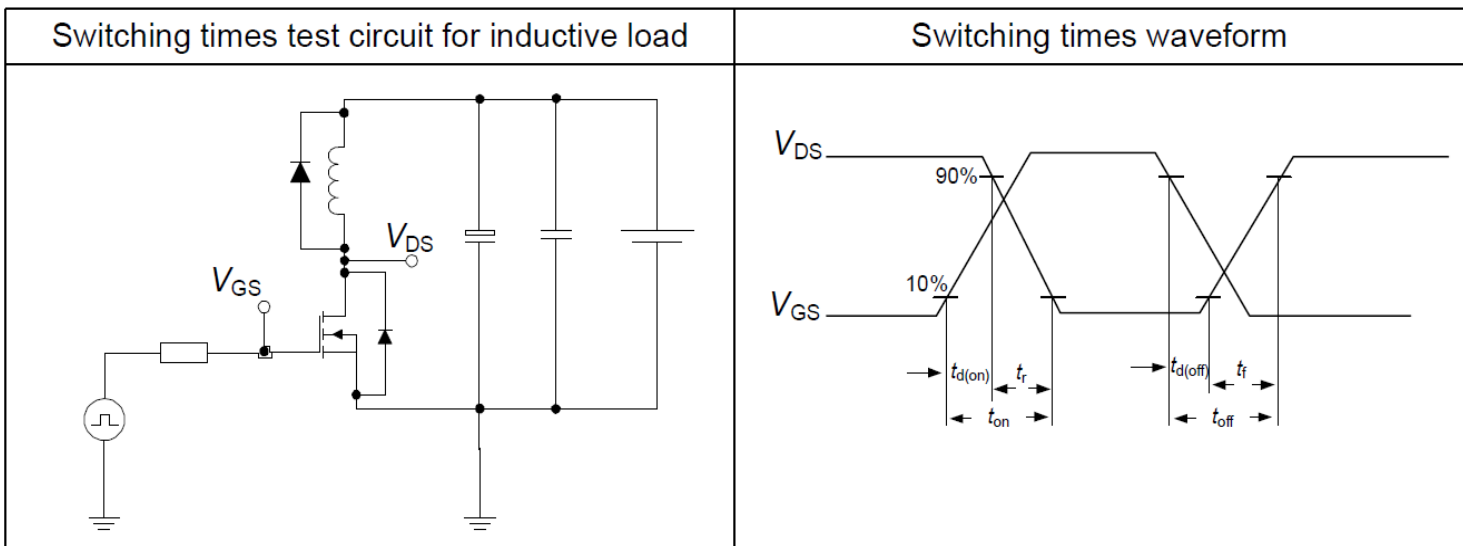 Switching times test circuit for inductive load
Switching times waveform
VDS
VGS
VDS
90%
10%
VGS
td(on) tr td(off) tf
ton toff